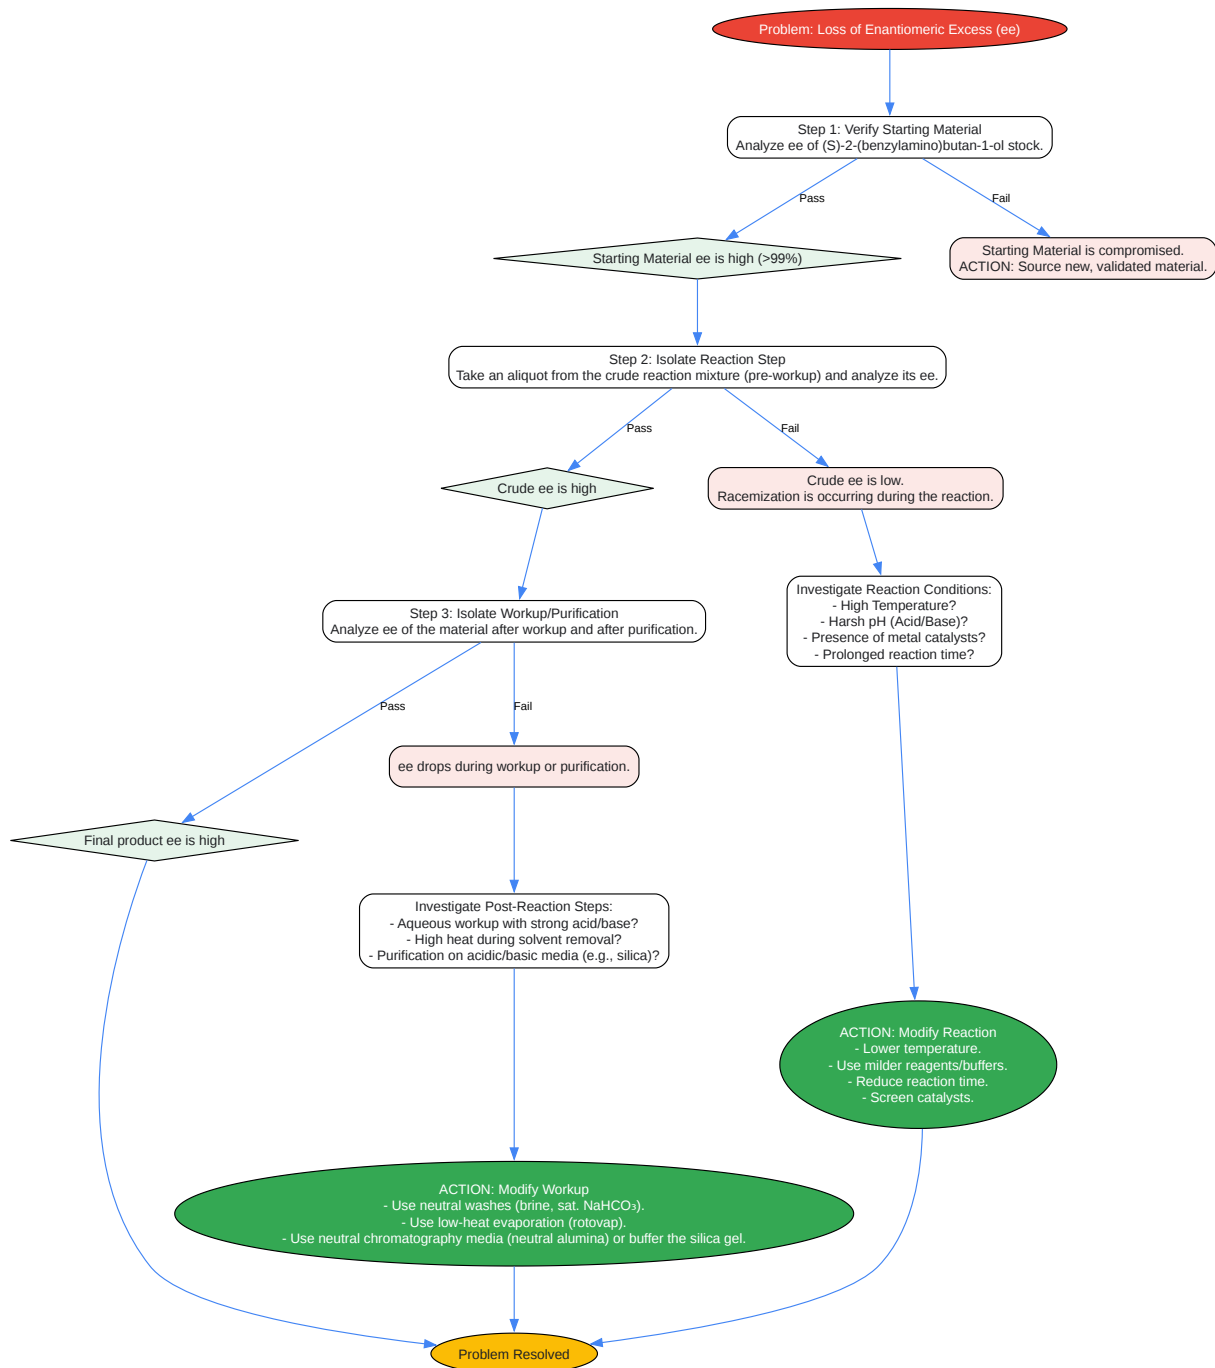 Problem: Loss of Enantiomeric Excess (ee)
Step 1: Verify Starting Material
Analyze ee of (S)-2-(benzylamino)butan-1-ol stock.
Pass
Fail
Starting Material ee is high (>99%)
Starting Material is compromised.
ACTION: Source new, validated material.
Step 2: Isolate Reaction Step
Take an aliquot from the crude reaction mixture (pre-workup) and analyze its ee.
Pass
Fail
Crude ee is high
Crude ee is low.
Racemization is occurring during the reaction.
Investigate Reaction Conditions:
- High Temperature?
- Harsh pH (Acid/Base)?
- Presence of metal catalysts?
- Prolonged reaction time?
Step 3: Isolate Workup/Purification
Analyze ee of the material after workup and after purification.
Pass
Fail
ee drops during workup or purification.
Final product ee is high
Investigate Post-Reaction Steps:
- Aqueous workup with strong acid/base?
- High heat during solvent removal?
- Purification on acidic/basic media (e.g., silica)?
ACTION: Modify Reaction
- Lower temperature.
- Use milder reagents/buffers.
- Reduce reaction time.
- Screen catalysts.
ACTION: Modify Workup
- Use neutral washes (brine, sat. NaHCO₃).
- Use low-heat evaporation (rotovap).
- Use neutral chromatography media (neutral alumina) or buffer the silica gel.
Problem Resolved